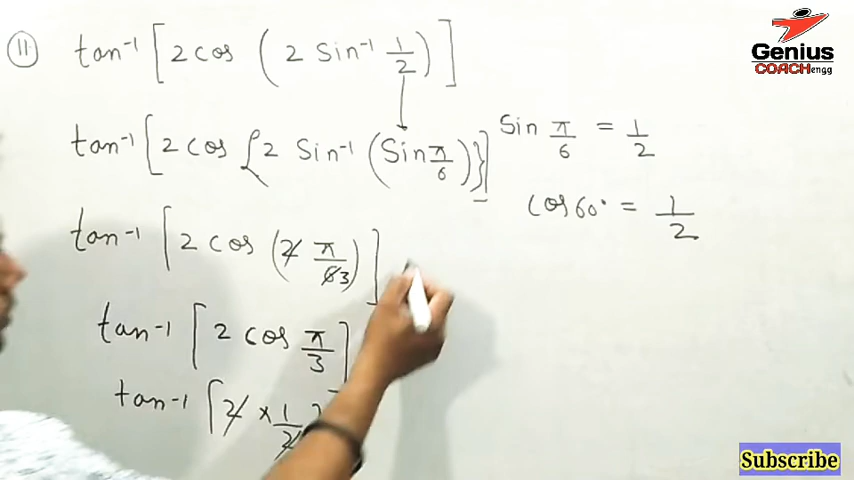 11 tan⁻¹ [ 2 cos ( 2 Sin⁻¹ 1/2 ) ]
tan⁻¹ [ 2 cos { 2 Sin⁻¹ ( Sin π/6 ) } ]
Sin π/6 = 1/2
cos 60° = 1/2
tan⁻¹ [ 2 cos ( 2 π/6 3 ) ]
tan⁻¹ [ 2 cos π/3 ]
tan⁻¹ [ 2 × 1/2
Genius
COACHengg
Subscribe